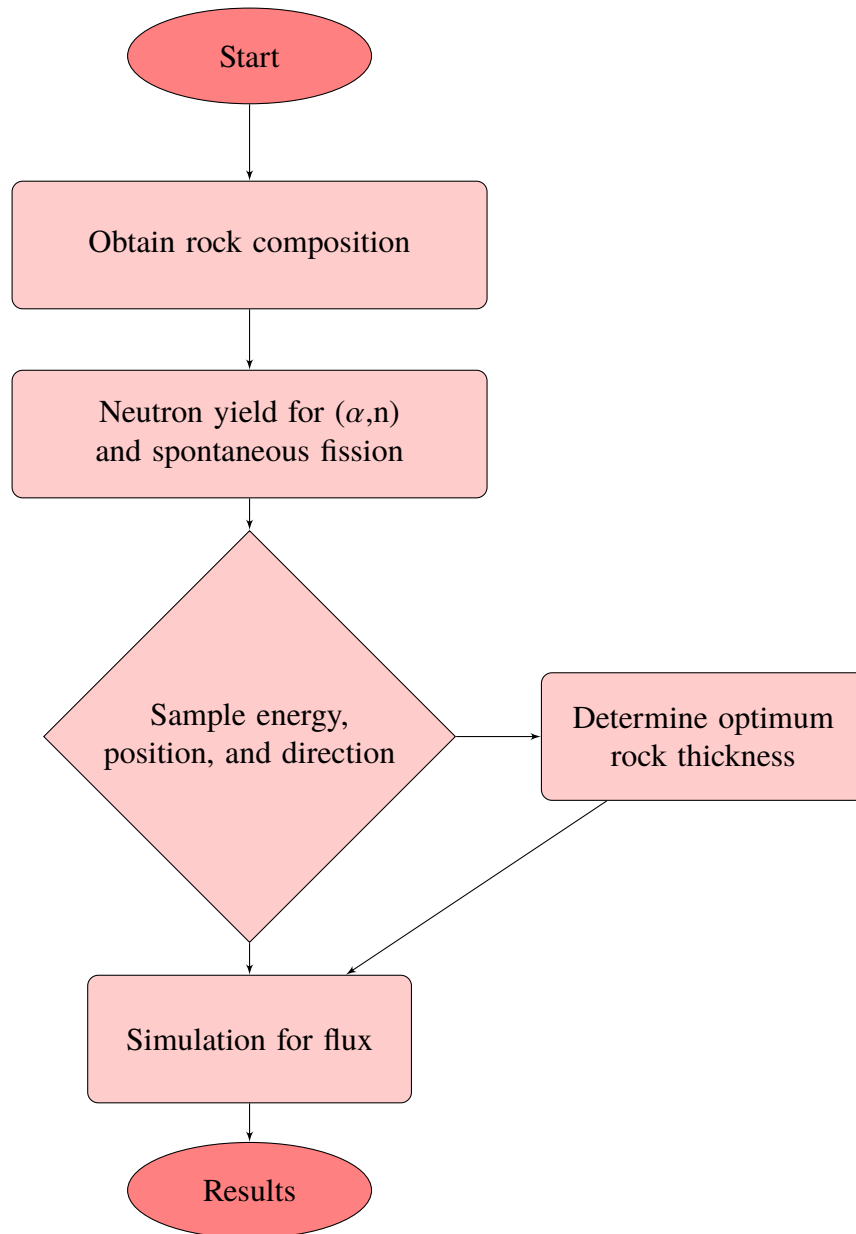 Start
Obtain rock composition
Neutron yield for (α,n)
and spontaneous fission
Sample energy,
position, and direction
Determine optimum
rock thickness
Simulation for flux
Results